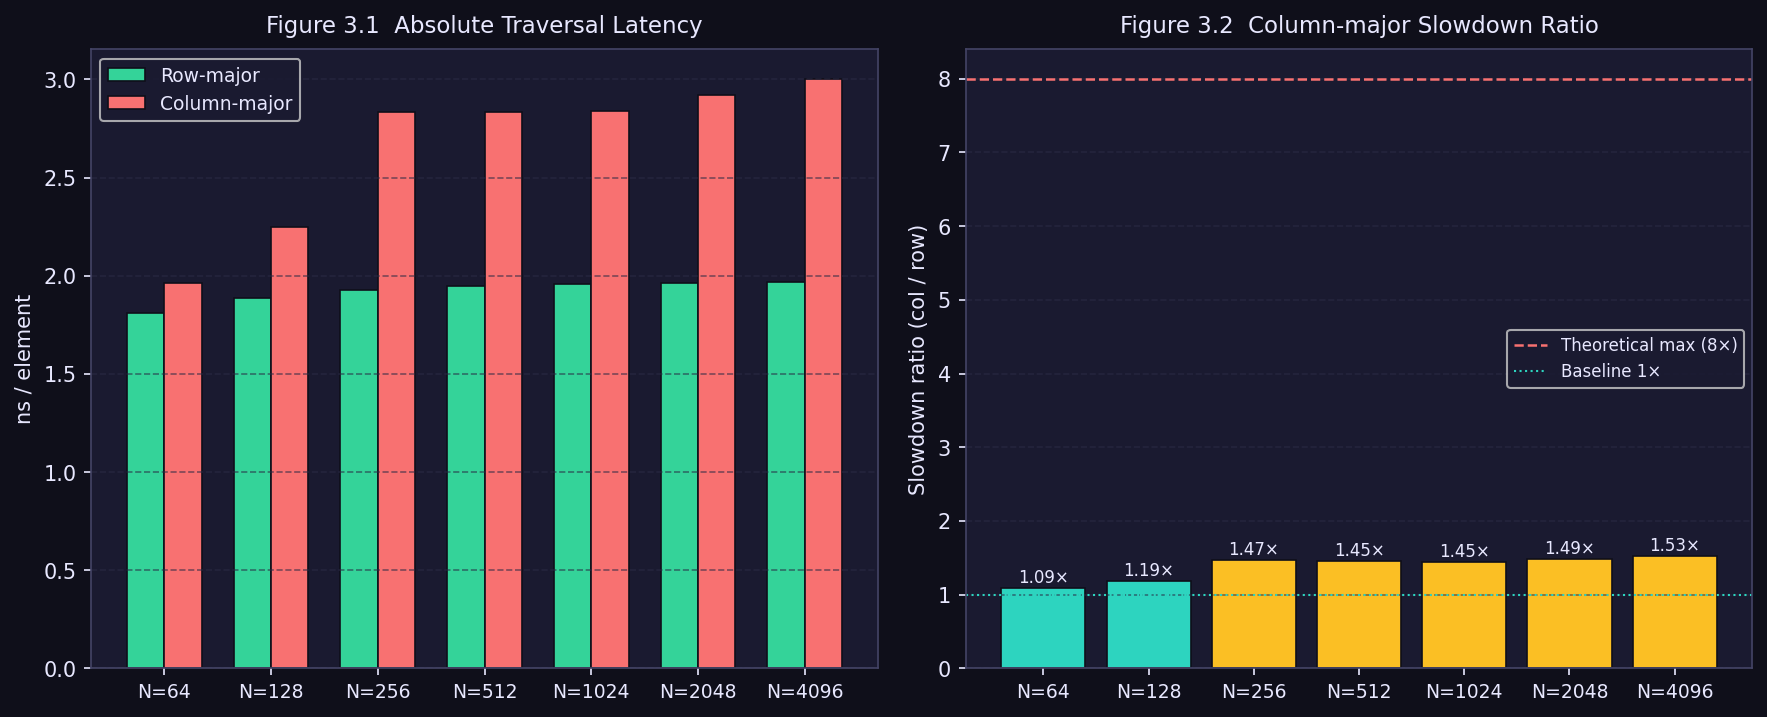 Figure 3.1  Absolute Traversal Latency
Row-major
Column-major
ns / element
3.0
2.5
2.0
1.5
1.0
0.5
0.0
N=64
N=128
N=256
N=512
N=1024
N=2048
N=4096
Figure 3.2  Column-major Slowdown Ratio
Slowdown ratio (col / row)
8
7
6
5
4
3
2
1
0
Theoretical max (8×)
Baseline 1×
1.09×
1.19×
1.47×
1.45×
1.45×
1.49×
1.53×
N=64
N=128
N=256
N=512
N=1024
N=2048
N=4096